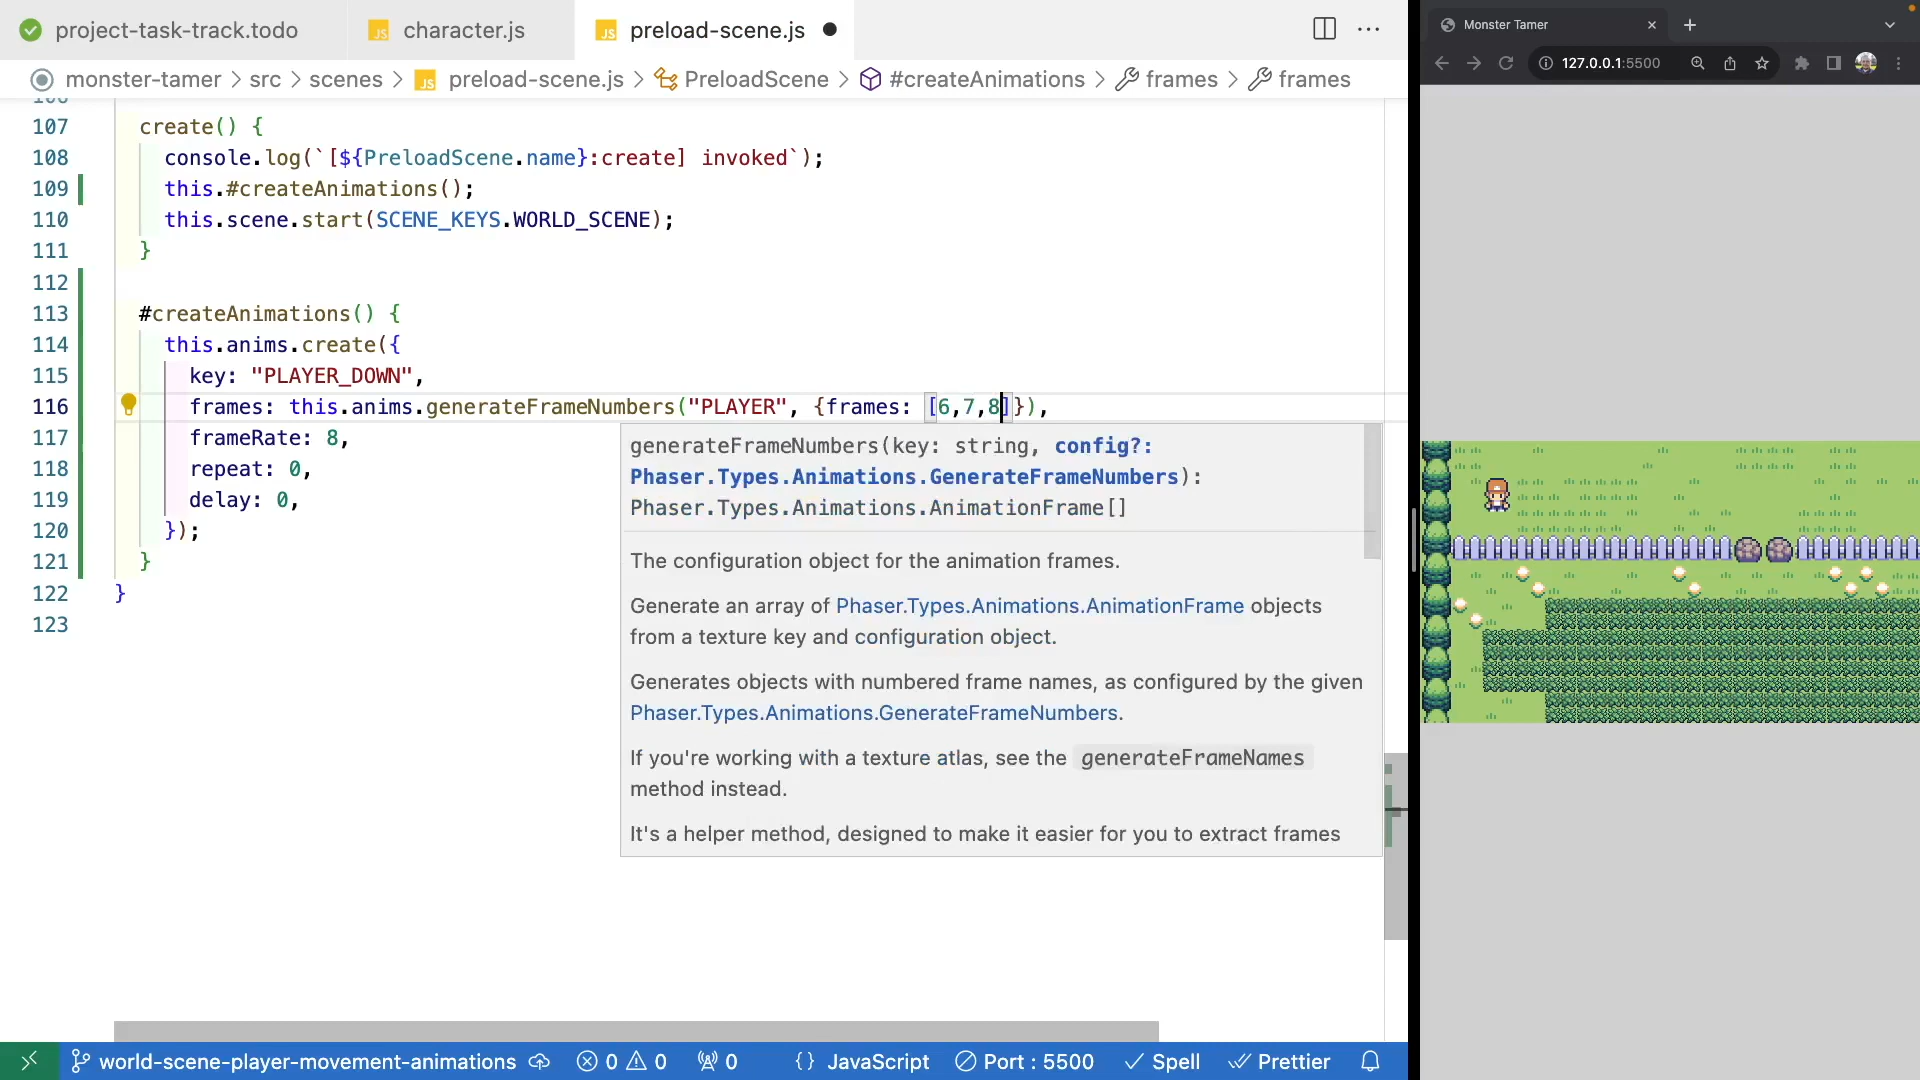 project-task-track.todo
JS character.js
JS preload-scene.js
monster-tamer > src > scenes > JS preload-scene.js > PreloadScene > #createAnimations > frames > frames
107 create() {
108 console.log(`[${PreloadScene.name}:create] invoked`);
109 this.#createAnimations();
110 this.scene.start(SCENE_KEYS.WORLD_SCENE);
111 }
112
113 #createAnimations() {
114 this.anims.create({
115 key: "PLAYER_DOWN",
116 frames: this.anims.generateFrameNumbers("PLAYER", {frames: [6,7,8]}),
117 frameRate: 8,
118 repeat: 0,
119 delay: 0,
120 });
121 }
122 }
123
generateFrameNumbers(key: string, config?:
Phaser.Types.Animations.GenerateFrameNumbers):
Phaser.Types.Animations.AnimationFrame[]
The configuration object for the animation frames.
Generate an array of Phaser.Types.Animations.AnimationFrame objects
from a texture key and configuration object.
Generates objects with numbered frame names, as configured by the given
Phaser.Types.Animations.GenerateFrameNumbers.
If you're working with a texture atlas, see the generateFrameNames
method instead.
It's a helper method, designed to make it easier for you to extract frames
world-scene-player-movement-animations 0 0 0 {} JavaScript Port : 5500 Spell Prettier
Monster Tamer
127.0.0.1:5500